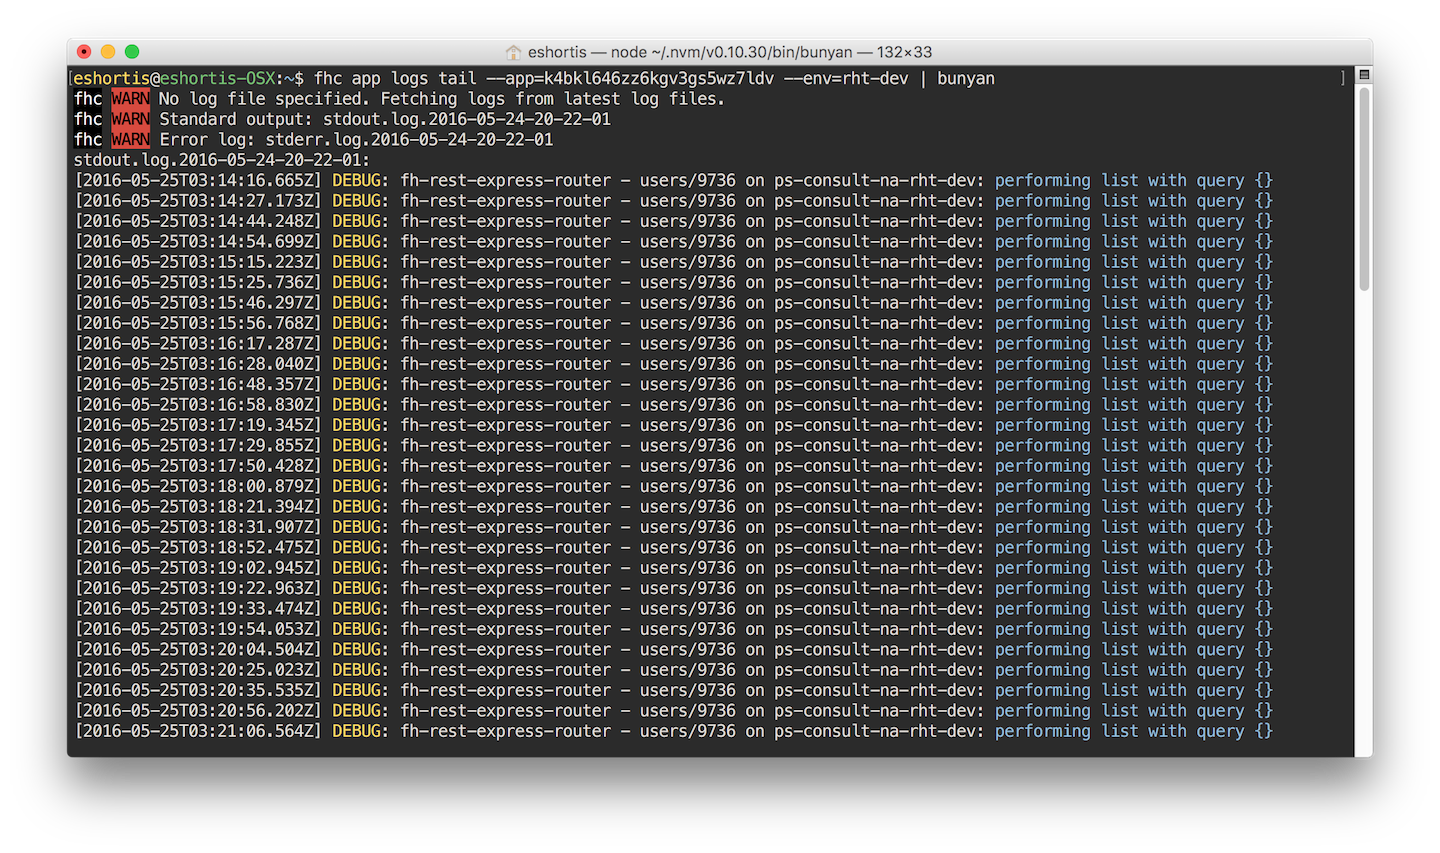 eshortis — node ~/.nvm/v0.10.30/bin/bunyan — 132×33
[eshortis@eshortis-OSX:~$ fhc app logs tail --app=k4bkl646zz6kgv3gs5wz7ldv --env=rht-dev | bunyan ]
fhc WARN No log file specified. Fetching logs from latest log files.
fhc WARN Standard output: stdout.log.2016-05-24-20-22-01
fhc WARN Error log: stderr.log.2016-05-24-20-22-01
stdout.log.2016-05-24-20-22-01:
[2016-05-25T03:14:16.665Z] DEBUG: fh-rest-express-router - users/9736 on ps-consult-na-rht-dev: performing list with query {}
[2016-05-25T03:14:27.173Z] DEBUG: fh-rest-express-router - users/9736 on ps-consult-na-rht-dev: performing list with query {}
[2016-05-25T03:14:44.248Z] DEBUG: fh-rest-express-router - users/9736 on ps-consult-na-rht-dev: performing list with query {}
[2016-05-25T03:14:54.699Z] DEBUG: fh-rest-express-router - users/9736 on ps-consult-na-rht-dev: performing list with query {}
[2016-05-25T03:15:15.223Z] DEBUG: fh-rest-express-router - users/9736 on ps-consult-na-rht-dev: performing list with query {}
[2016-05-25T03:15:25.736Z] DEBUG: fh-rest-express-router - users/9736 on ps-consult-na-rht-dev: performing list with query {}
[2016-05-25T03:15:46.297Z] DEBUG: fh-rest-express-router - users/9736 on ps-consult-na-rht-dev: performing list with query {}
[2016-05-25T03:15:56.768Z] DEBUG: fh-rest-express-router - users/9736 on ps-consult-na-rht-dev: performing list with query {}
[2016-05-25T03:16:17.287Z] DEBUG: fh-rest-express-router - users/9736 on ps-consult-na-rht-dev: performing list with query {}
[2016-05-25T03:16:28.040Z] DEBUG: fh-rest-express-router - users/9736 on ps-consult-na-rht-dev: performing list with query {}
[2016-05-25T03:16:48.357Z] DEBUG: fh-rest-express-router - users/9736 on ps-consult-na-rht-dev: performing list with query {}
[2016-05-25T03:16:58.830Z] DEBUG: fh-rest-express-router - users/9736 on ps-consult-na-rht-dev: performing list with query {}
[2016-05-25T03:17:19.345Z] DEBUG: fh-rest-express-router - users/9736 on ps-consult-na-rht-dev: performing list with query {}
[2016-05-25T03:17:29.855Z] DEBUG: fh-rest-express-router - users/9736 on ps-consult-na-rht-dev: performing list with query {}
[2016-05-25T03:17:50.428Z] DEBUG: fh-rest-express-router - users/9736 on ps-consult-na-rht-dev: performing list with query {}
[2016-05-25T03:18:00.879Z] DEBUG: fh-rest-express-router - users/9736 on ps-consult-na-rht-dev: performing list with query {}
[2016-05-25T03:18:21.394Z] DEBUG: fh-rest-express-router - users/9736 on ps-consult-na-rht-dev: performing list with query {}
[2016-05-25T03:18:31.907Z] DEBUG: fh-rest-express-router - users/9736 on ps-consult-na-rht-dev: performing list with query {}
[2016-05-25T03:18:52.475Z] DEBUG: fh-rest-express-router - users/9736 on ps-consult-na-rht-dev: performing list with query {}
[2016-05-25T03:19:02.945Z] DEBUG: fh-rest-express-router - users/9736 on ps-consult-na-rht-dev: performing list with query {}
[2016-05-25T03:19:22.963Z] DEBUG: fh-rest-express-router - users/9736 on ps-consult-na-rht-dev: performing list with query {}
[2016-05-25T03:19:33.474Z] DEBUG: fh-rest-express-router - users/9736 on ps-consult-na-rht-dev: performing list with query {}
[2016-05-25T03:19:54.053Z] DEBUG: fh-rest-express-router - users/9736 on ps-consult-na-rht-dev: performing list with query {}
[2016-05-25T03:20:04.504Z] DEBUG: fh-rest-express-router - users/9736 on ps-consult-na-rht-dev: performing list with query {}
[2016-05-25T03:20:25.023Z] DEBUG: fh-rest-express-router - users/9736 on ps-consult-na-rht-dev: performing list with query {}
[2016-05-25T03:20:35.535Z] DEBUG: fh-rest-express-router - users/9736 on ps-consult-na-rht-dev: performing list with query {}
[2016-05-25T03:20:56.202Z] DEBUG: fh-rest-express-router - users/9736 on ps-consult-na-rht-dev: performing list with query {}
[2016-05-25T03:21:06.564Z] DEBUG: fh-rest-express-router - users/9736 on ps-consult-na-rht-dev: performing list with query {}